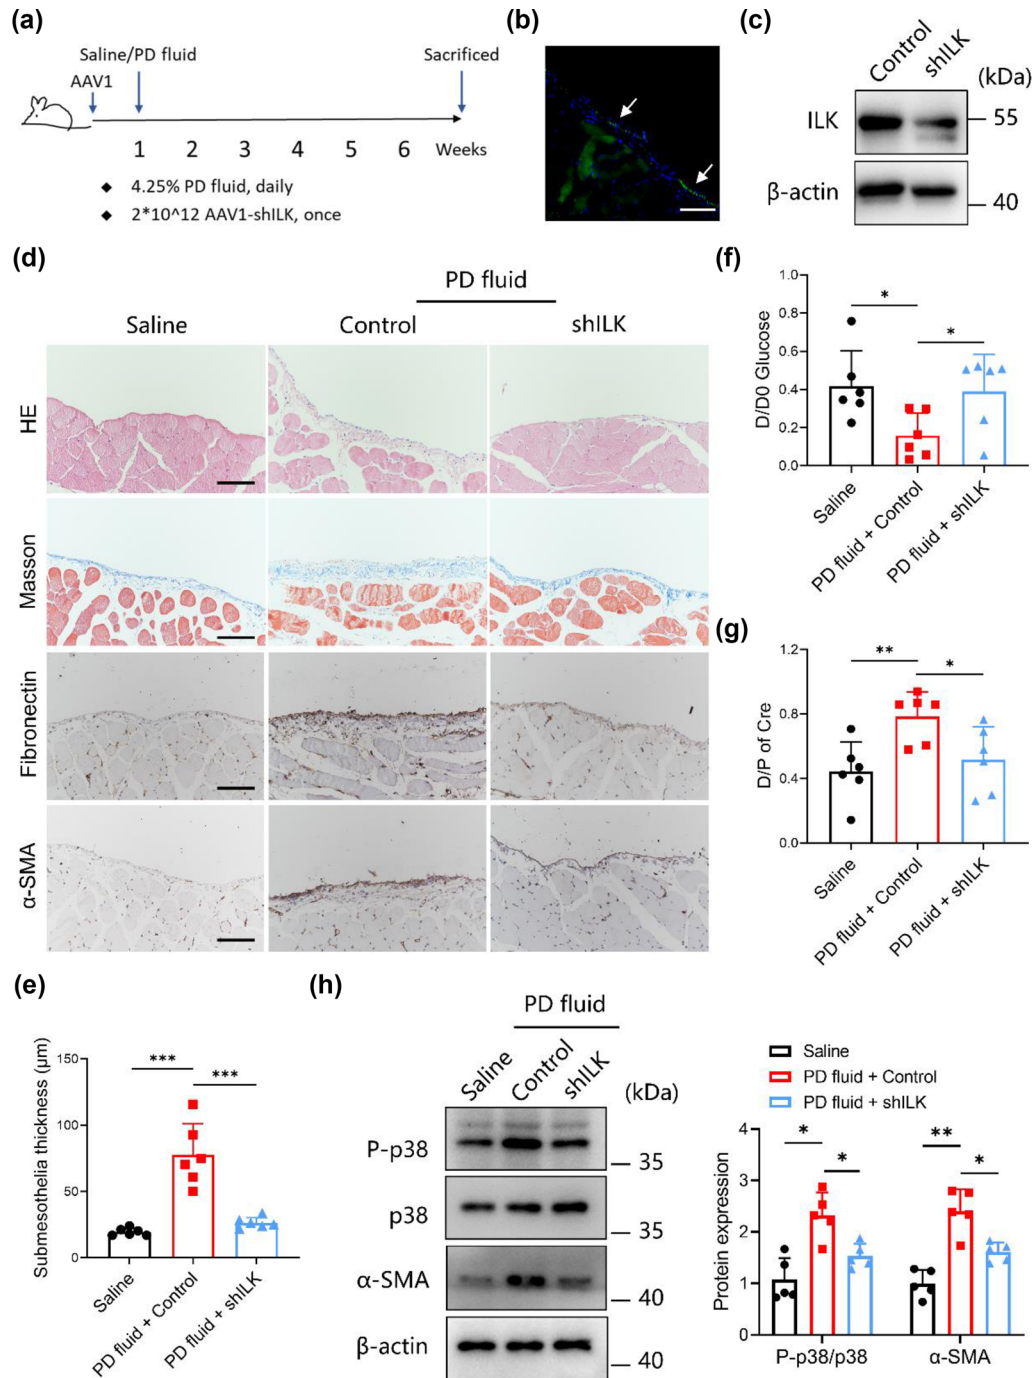 (a)
Saline/PD fluid
Sacrificed
AAV1
1 2 3 4 5 6 Weeks
◆ 4.25% PD fluid, daily
◆ 2*10^12 AAV1-shILK, once
(b)
(c)
Control shILK (kDa)
ILK 55
β-actin 40
(d)
PD fluid
Saline Control shILK
HE
Masson
Fibronectin
α-SMA
(f)
D/D0 Glucose
1.0
0.8
0.6
0.4
0.2
0.0
* *
Saline
PD fluid + Control
PD fluid + shILK
(g)
D/P of Cre
1.2
0.8
0.4
0.0
** *
Saline
PD fluid + Control
PD fluid + shILK
(e)
Submesothelia thickness (μm)
150
100
50
0
*** ***
Saline
PD fluid + Control
PD fluid + shILK
(h)
PD fluid
Saline Control shILK (kDa)
P-p38 35
p38 35
α-SMA 40
β-actin 40
Saline
PD fluid + Control
PD fluid + shILK
Protein expression
4
3
2
1
0
* * ** *
P-p38/p38 α-SMA